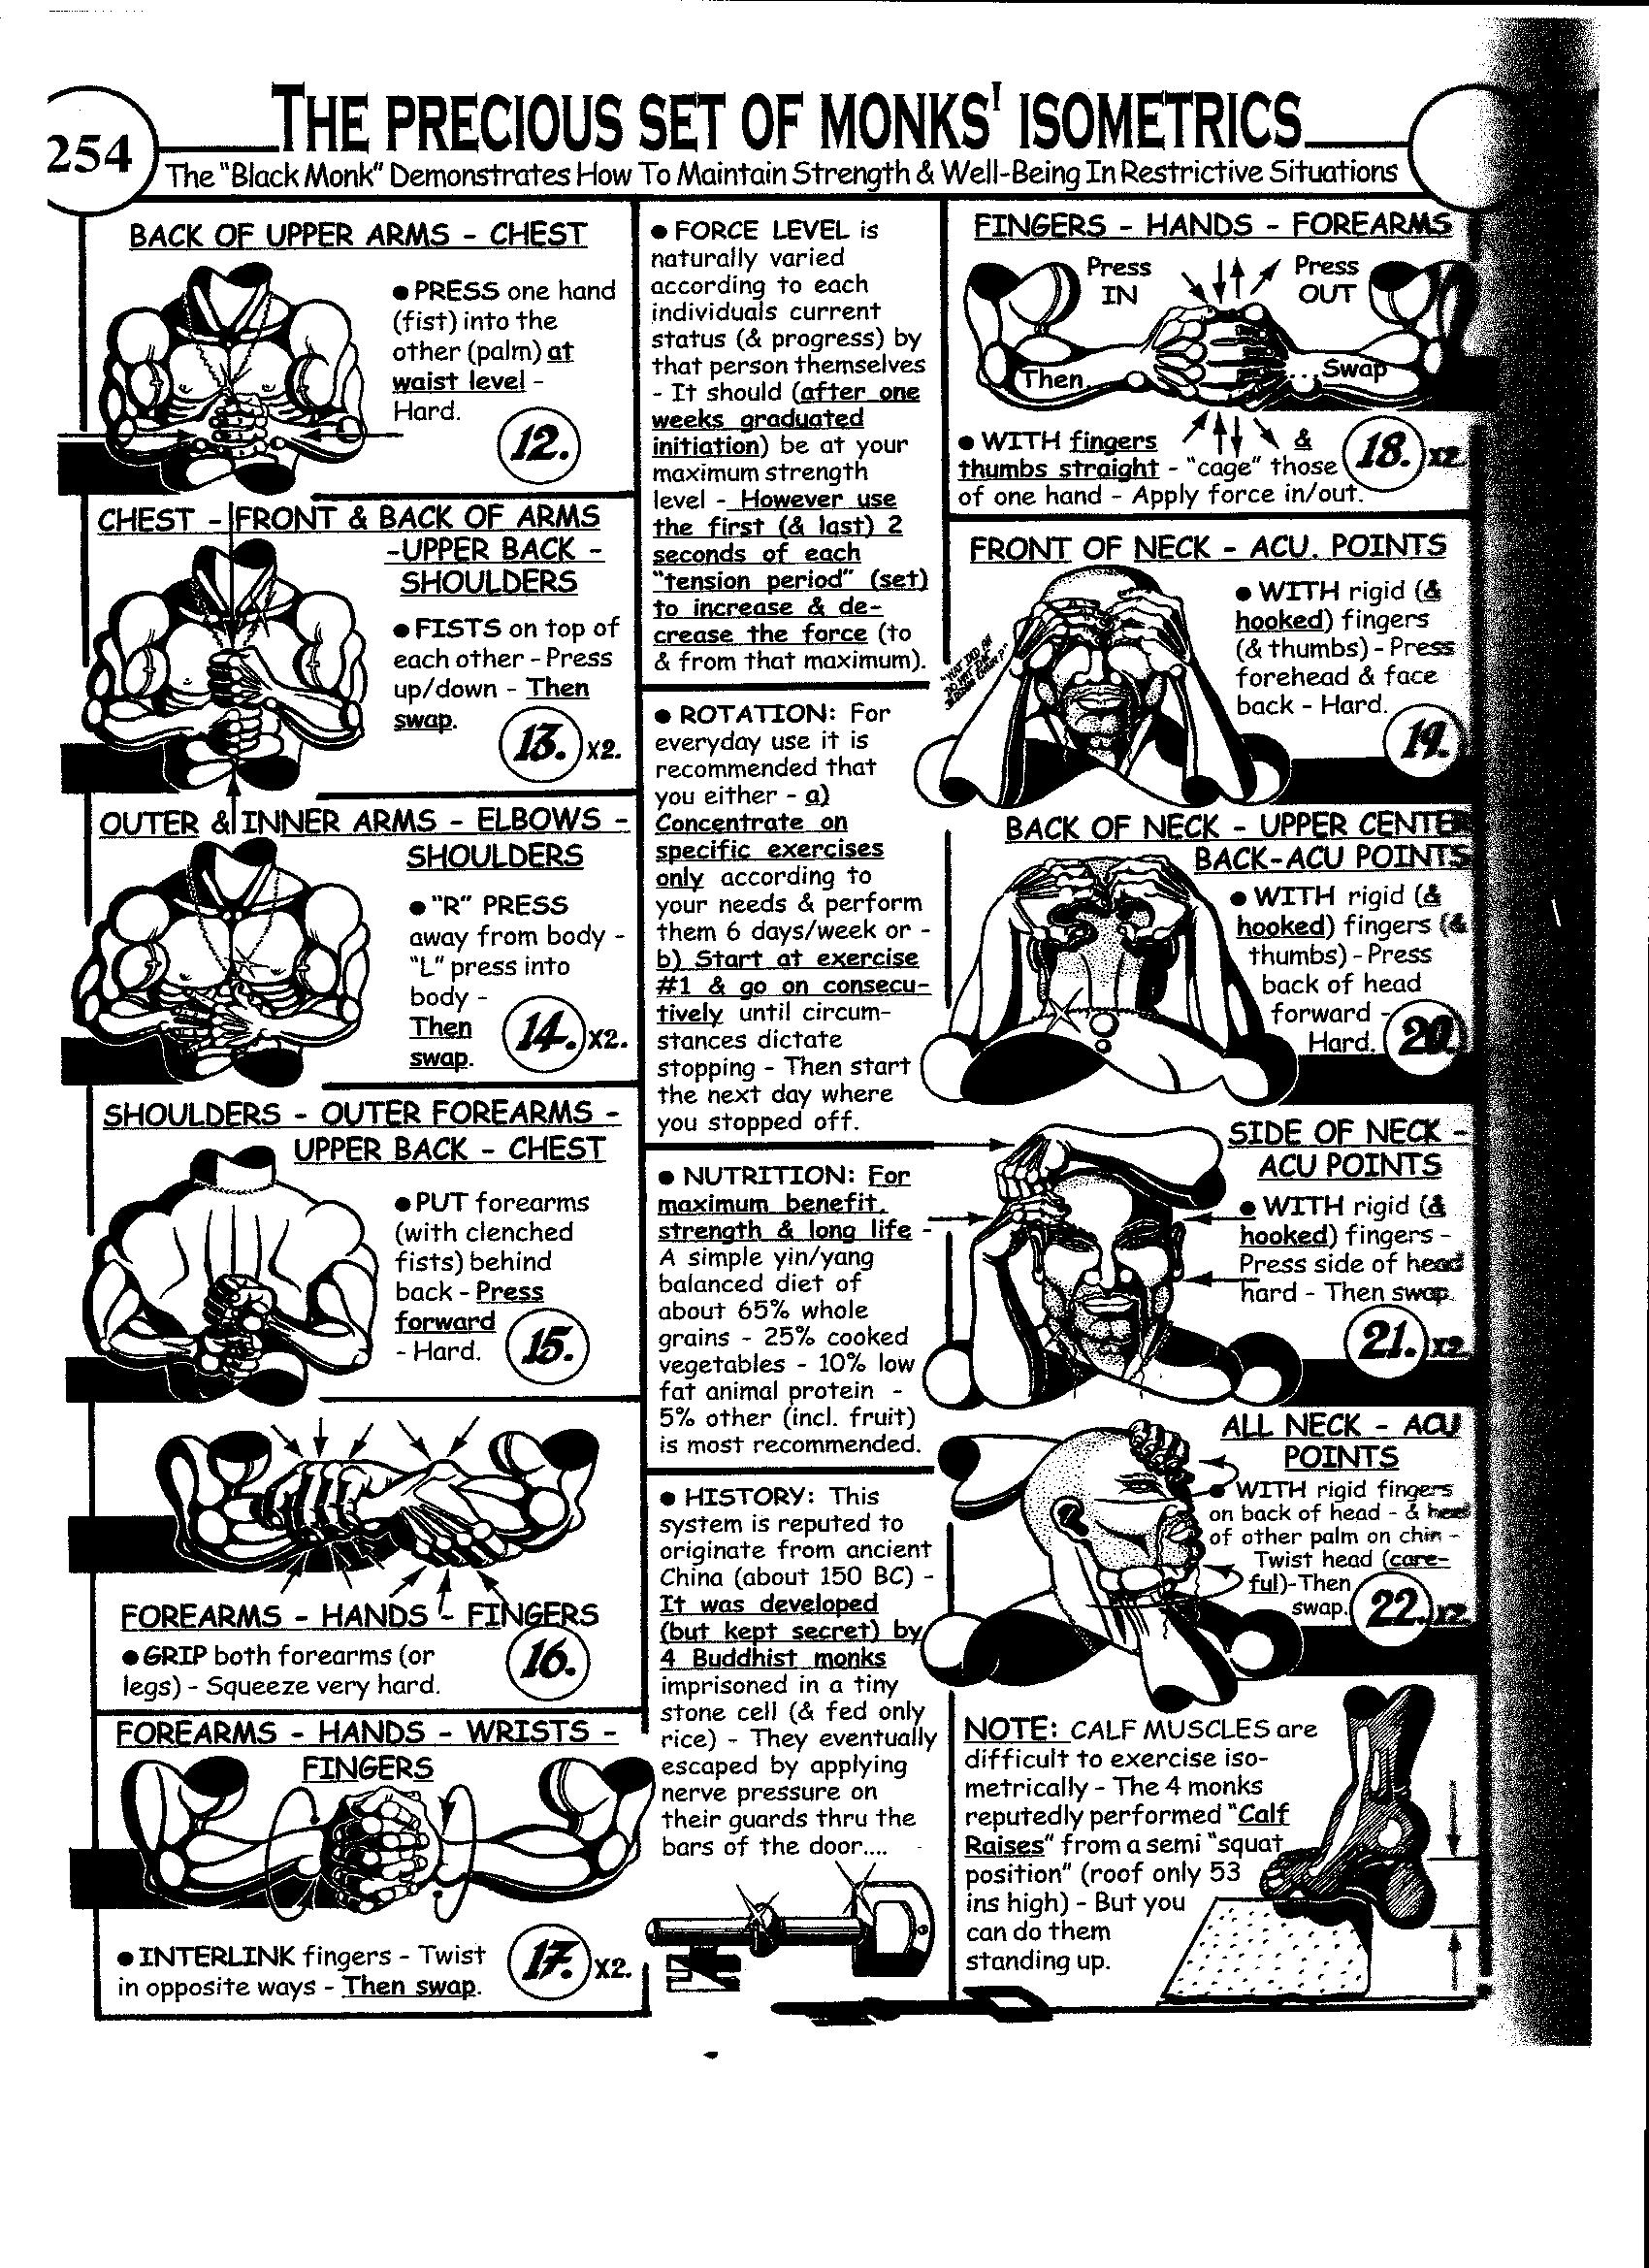 254
THE PRECIOUS SET OF MONKS' ISOMETRICS
The "Black Monk" Demonstrates How To Maintain Strength & Well-Being In Restrictive Situations
BACK OF UPPER ARMS - CHEST
● PRESS one hand
(fist) into the
other (palm) at
waist level -
Hard.
12.
CHEST - FRONT & BACK OF ARMS
-UPPER BACK -
SHOULDERS
● FISTS on top of
each other - Press
up/down - Then
swap.
13. X2.
OUTER & INNER ARMS - ELBOWS -
SHOULDERS
● "R" PRESS
away from body -
"L" press into
body -
Then
swap.
14. X2.
SHOULDERS - OUTER FOREARMS -
UPPER BACK - CHEST
● PUT forearms
(with clenched
fists) behind
back - Press
forward
- Hard.
15.
FOREARMS - HANDS - FINGERS
● GRIP both forearms (or
legs) - Squeeze very hard.
16.
FOREARMS - HANDS - WRISTS -
FINGERS
● INTERLINK fingers - Twist
in opposite ways - Then swap.
17. X2.
● FORCE LEVEL is
naturally varied
according to each
individuals current
status (& progress) by
that person themselves
- It should (after one
weeks graduated
initiation) be at your
maximum strength
level - However use
the first (& last) 2
seconds of each
"tension period" (set)
to increase & de-
crease the force (to
& from that maximum).
● ROTATION: For
everyday use it is
recommended that
you either - a)
Concentrate on
specific exercises
only according to
your needs & perform
them 6 days/week or -
b) Start at exercise
#1 & go on consecu-
tively until circum-
stances dictate
stopping - Then start
the next day where
you stopped off.
● NUTRITION: For
maximum benefit,
strength & long life -
A simple yin/yang
balanced diet of
about 65% whole
grains - 25% cooked
vegetables - 10% low
fat animal protein -
5% other (incl. fruit)
is most recommended.
● HISTORY: This
system is reputed to
originate from ancient
China (about 150 BC) -
It was developed
(but kept secret) by
4 Buddhist monks
imprisoned in a tiny
stone cell (& fed only
rice) - They eventually
escaped by applying
nerve pressure on
their guards thru the
bars of the door....
FINGERS - HANDS - FOREARMS
Press
IN
Press
OUT
Then
...Swap
● WITH fingers &
thumbs straight - "cage" those
of one hand - Apply force in/out.
18. X2
FRONT OF NECK - ACU. POINTS
● WITH rigid (&
hooked) fingers
(& thumbs) - Press
forehead & face
back - Hard.
19.
BACK OF NECK - UPPER CENTER
BACK-ACU POINTS
● WITH rigid (&
hooked) fingers (&
thumbs) - Press
back of head
forward -
Hard.
20.
SIDE OF NECK -
ACU POINTS
● WITH rigid (&
hooked) fingers -
Press side of head
hard - Then swap.
21. X2
ALL NECK - ACU
POINTS
● WITH rigid fingers
on back of head - & heel
of other palm on chin -
Twist head (care-
ful)-Then
swap.
22. X2
NOTE: CALF MUSCLES are
difficult to exercise iso-
metrically - The 4 monks
reputedly performed "Calf
Raises" from a semi "squat
position" (roof only 53
ins high) - But you
can do them
standing up.